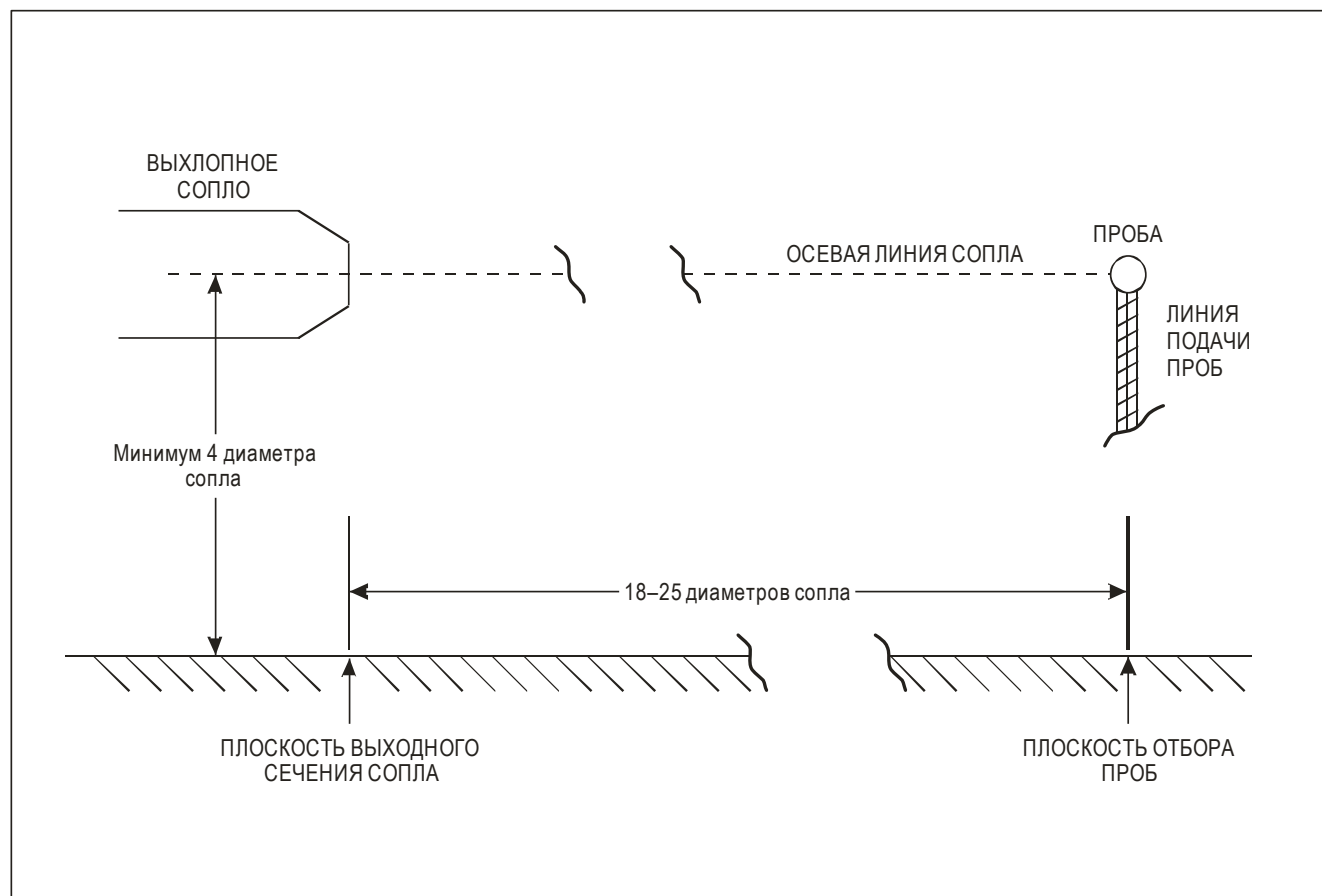 ВЫХЛОПНОЕ
СОПЛО
ОСЕВАЯ ЛИНИЯ СОПЛА
ПРОБА
ЛИНИЯ
ПОДАЧИ
ПРОБ
Минимум 4 диаметра
сопла
18–25 диаметров сопла
ПЛОСКОСТЬ ВЫХОДНОГО
СЕЧЕНИЯ СОПЛА
ПЛОСКОСТЬ ОТБОРА
ПРОБ